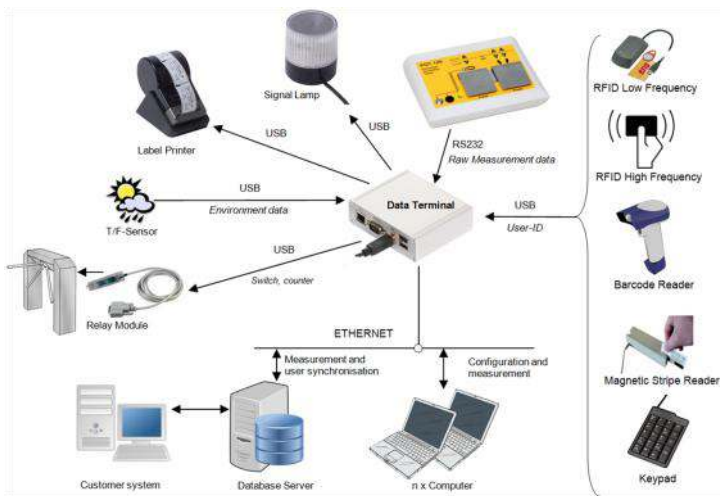 Signal Lamp
USB
USB
Label Printer
RS232
Raw Measurement data
RFID Low Frequency
RFID High Frequency
USB
Environment data
T/F-Sensor
Data Terminal
USB
User-ID
USB
Switch, counter
Relay Module
Barcode Reader
ETHERNET
Measurement and
user synchronisation
Configuration and
measurement
Magnetic Stripe Reader
Customer system
Database Server
n x Computer
Keypad